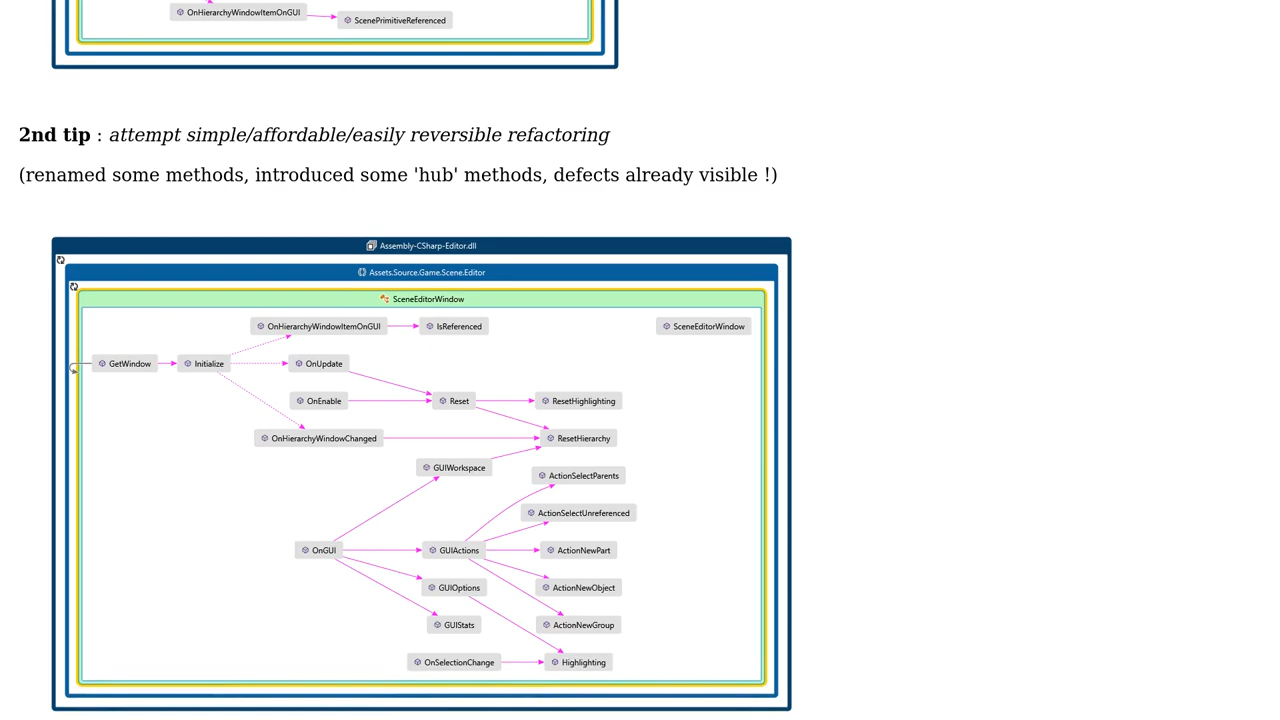 OnHierarchyWindowItemOnGUI
ScenePrimitiveReferenced
2nd tip : attempt simple/affordable/easily reversible refactoring
(renamed some methods, introduced some 'hub' methods, defects already visible !)
Assembly-CSharp-Editor.dll
Assets.Source.Game.Scene.Editor
SceneEditorWindow
OnHierarchyWindowItemOnGUI IsReferenced SceneEditorWindow
GetWindow Initialize OnUpdate
OnEnable Reset ResetHighlighting
OnHierarchyWindowChanged ResetHierarchy
GUIWorkspace
ActionSelectParents
ActionSelectUnreferenced
OnGUI GUIActions ActionNewPart
GUIOptions ActionNewObject
GUIStats ActionNewGroup
OnSelectionChange Highlighting